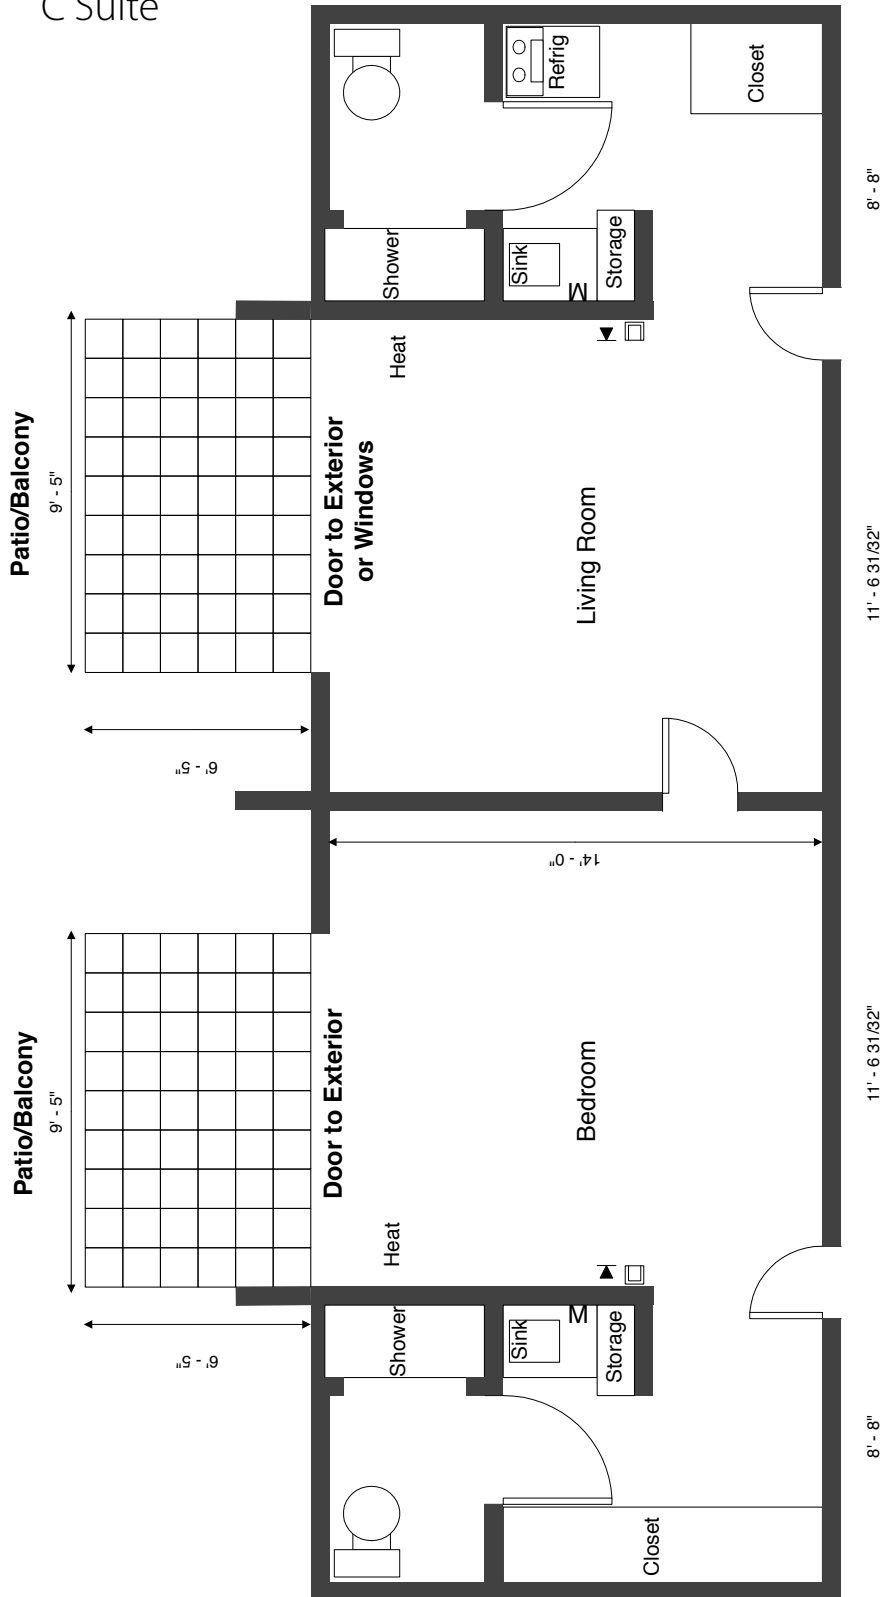 C Suite
Refrig
Closet
8' - 8"
Shower
Sink
M
Storage
Heat
Patio/Balcony
9' - 5"
Door to Exterior
or Windows
Living Room
11' - 6 31/32"
6' - 5"
14' - 0"
Patio/Balcony
9' - 5"
Door to Exterior
Bedroom
11' - 6 31/32"
Heat
6' - 5"
Shower
Sink
M
Storage
8' - 8"
Closet